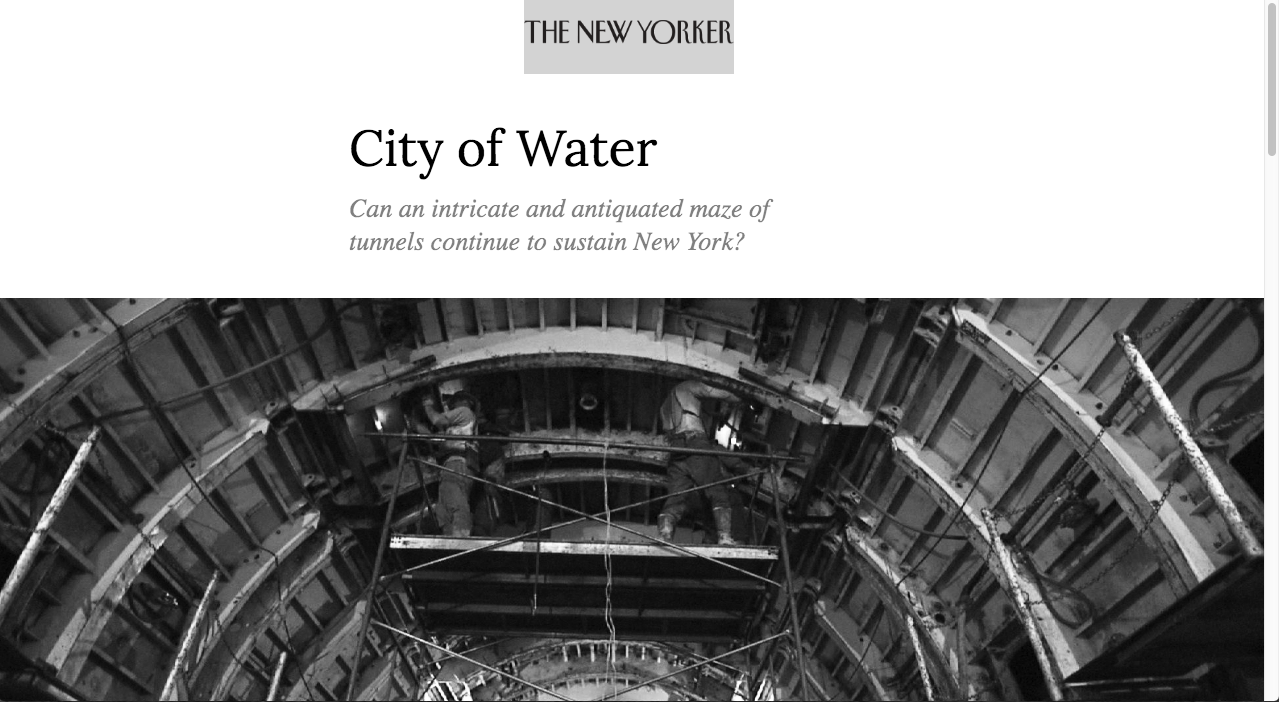 THE NEW YORKER
City of Water
Can an intricate and antiquated maze of
tunnels continue to sustain New York?